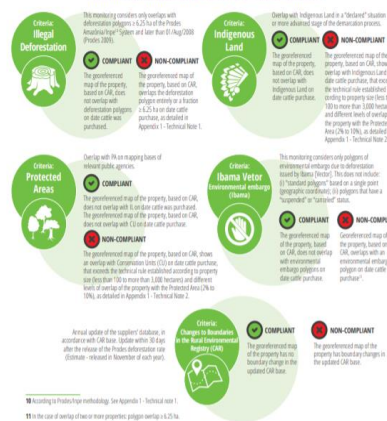 Criteria:
Illegal
Deforestation
This monitoring considers only overlaps with
deforestation polygons ≥ 6.25 ha of the Prodes
Amazônia/Inpe¹⁰ System and later than 01/Aug/2008
(Prodes 2009).
COMPLIANT
The georeferenced
map of the property,
based on CAR, does
not overlap with
deforestation polygons
on date cattle was
purchased.
NON-COMPLIANT
The georeferenced map of
the property, based on CAR,
overlaps the deforestation
polygon entirely or a fraction
≥ 6.25 ha on date cattle
purchase, as detailed in
Appendix 1 - Technical Note 1.
Criteria:
Indigenous
Land
Overlap with Indigenous Land in a "declared" situation
or more advanced stage of the demarcation process.
COMPLIANT
The georeferenced
map of the
property, based
on CAR, does
not overlap with
Indigenous Land on
date cattle purchase.
NON-COMPLIANT
The georeferenced map of the
property, based on CAR, show
overlap with Indigenous Land
date cattle purchase, that exce
the technical rule established
ording to property size (less t
100 to more than 3,000 hectar
and different levels of overlap
the property with the Protecte
Area (2% to 10%), as detailed
Appendix 1 - Technical Note 2
Criteria:
Protected
Areas
Overlap with PA on mapping bases of
relevant public agencies.
COMPLIANT
The georeferenced map of the property, based on CAR,
does not overlap with IL on date cattle was purchased.
does not overlap with CU on date cattle purchase.
NON-COMPLIANT
The georeferenced map of the property, based on CAR, shows
an overlap with Conservation Units (CU) on date cattle purchase,
that exceeds the technical rule established according to property
size (less than 100 to more than 3,000 hectares) and different
levels of overlap of the property with the Protected Area (2% to
10%), as detailed in Appendix 1 - Technical Note 2.
Criteria:
Ibama Vetor
Environmental embargo
(Ibama)
This monitoring considers only polygons of
environmental embargos due to deforestation
issued by Ibama [Vector]. This does not include:
(i) "standard polygons" based on a single point
(geographic coordinate); (ii) polygons that have a
"suspended" or "canceled" status.
COMPLIANT
The georeferenced map
of the property, based
on CAR, does not overlap
with environmental
embargo polygons on
date cattle purchase.
NON-COMPL
Georeferenced map o
the property, based on
CAR, overlaps with an
environmental embarg
polygon on date cattle
purchase¹¹.
Annual update of the suppliers' database, in
accordance with CAR base. Update within 30 days
after the release of the Prodes deforestation rate
(Estimate - released in November of each year).
Criteria:
Changes to Boundaries
in the Rural Environmental
Registry (CAR)
COMPLIANT
The georeferenced map
of the property has no
boundary change in the
updated CAR base.
NON-COMPLIANT
The georeferenced map of the
property has boundary changes in
the updated CAR base.
10 According to Prodes/Inpe methodology. See Appendix 1 - Technical note 1.
11 In the case of overlap of two or more properties: polygon overlap ≥ 6.25 ha.